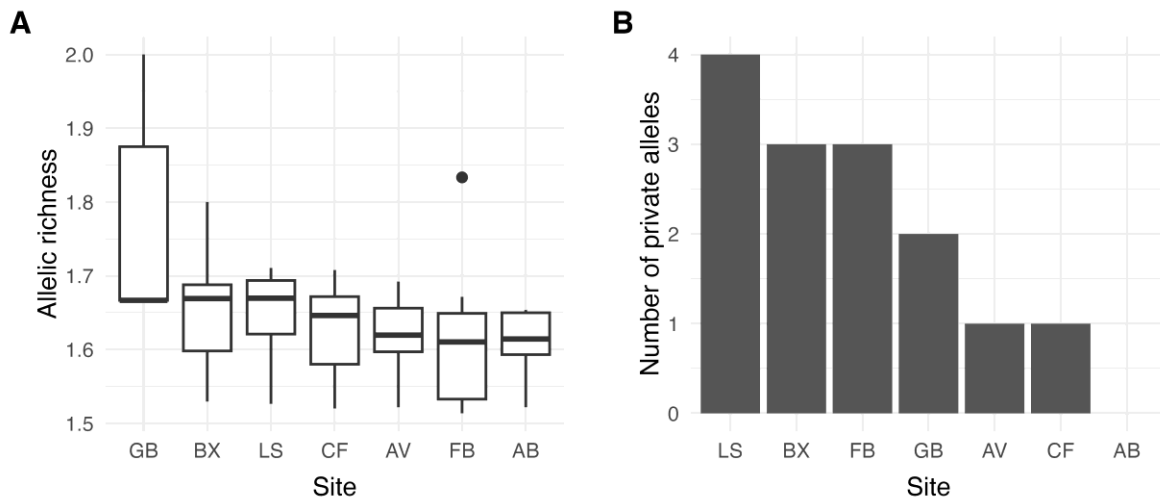 A
Allelic richness
2.0
1.9
1.8
1.7
1.6
1.5
GB BX LS CF AV FB AB
Site
B
Number of private alleles
4
3
2
1
0
LS BX FB GB AV CF AB
Site